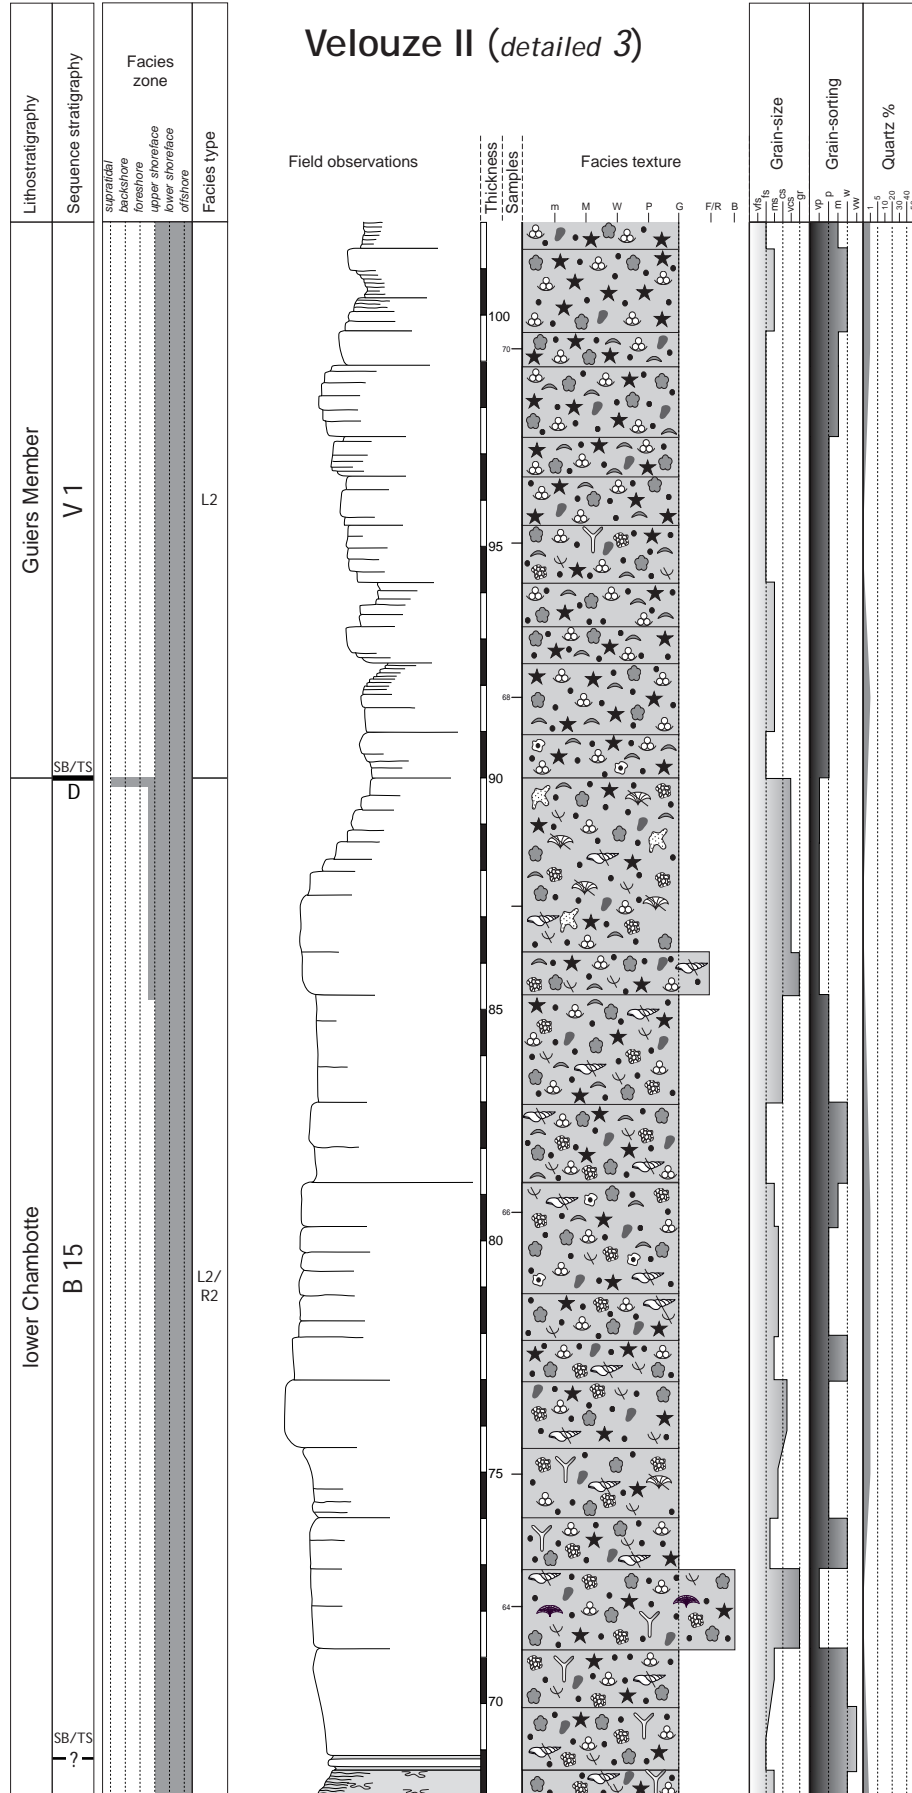 Velouze II (detailed 3)
Lithostratigraphy
Sequence stratigraphy
Facies
zone
supratidal
backshore
foreshore
upper shoreface
lower shoreface
offshore
Facies type
Field observations
Thickness
Samples
Facies texture
m M W P G F/R B
Grain-size
vfs fs ms cs vcs gr
Grain-sorting
vp p m w vw
Quartz %
1 5 10 20 30 40
100
70
Guiers Member
V 1
L2
95
68
SB/TS
90
D
85
66
80
lower Chambotte
B 15
L2/
R2
75
64
70
SB/TS
?